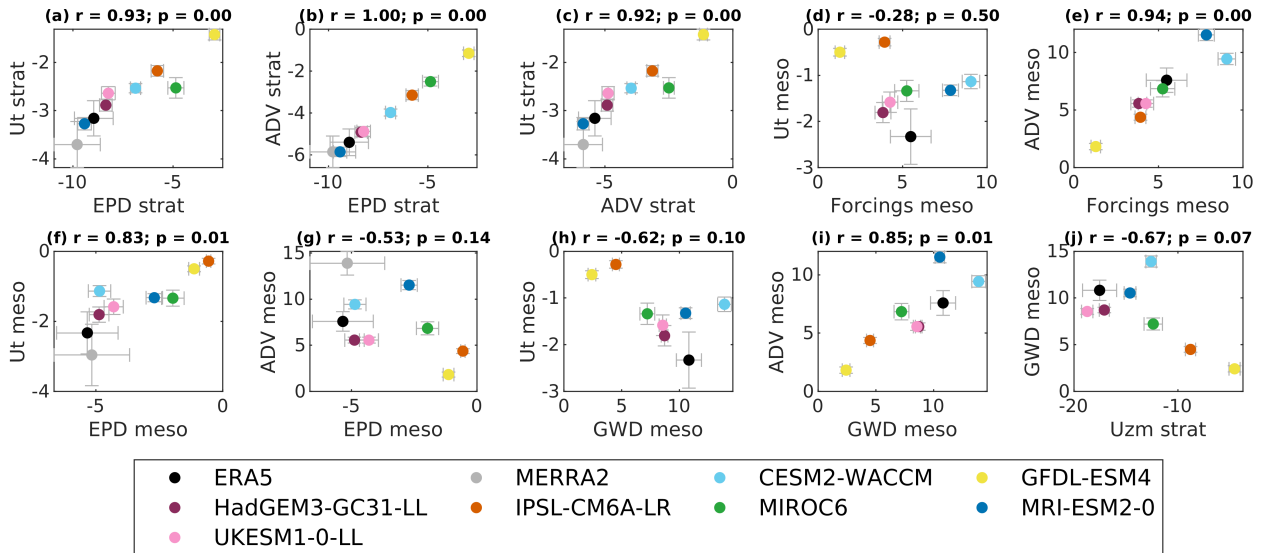 (a) r = 0.93; p = 0.00
(b) r = 1.00; p = 0.00
(c) r = 0.92; p = 0.00
(d) r = -0.28; p = 0.50
(e) r = 0.94; p = 0.00
Ut strat
-2
-3
-4
-10
-5
EPD strat
ADV strat
0
-2
-4
-6
-10
-5
EPD strat
Ut strat
-2
-3
-4
-5
0
ADV strat
Ut meso
0
-1
-2
-3
0
5
10
Forcings meso
ADV meso
10
5
0
0
5
10
Forcings meso
(f) r = 0.83; p = 0.01
(g) r = -0.53; p = 0.14
(h) r = -0.62; p = 0.10
(i) r = 0.85; p = 0.01
(j) r = -0.67; p = 0.07
Ut meso
0
-2
-4
-5
0
EPD meso
ADV meso
15
10
5
0
-5
0
EPD meso
Ut meso
0
-1
-2
-3
0
10
GWD meso
ADV meso
10
5
0
0
5
10
GWD meso
GWD meso
15
10
5
0
-20
-10
Uzm strat
ERA5
MERRA2
CESM2-WACCM
GFDL-ESM4
HadGEM3-GC31-LL
IPSL-CM6A-LR
MIROC6
MRI-ESM2-0
UKESM1-0-LL